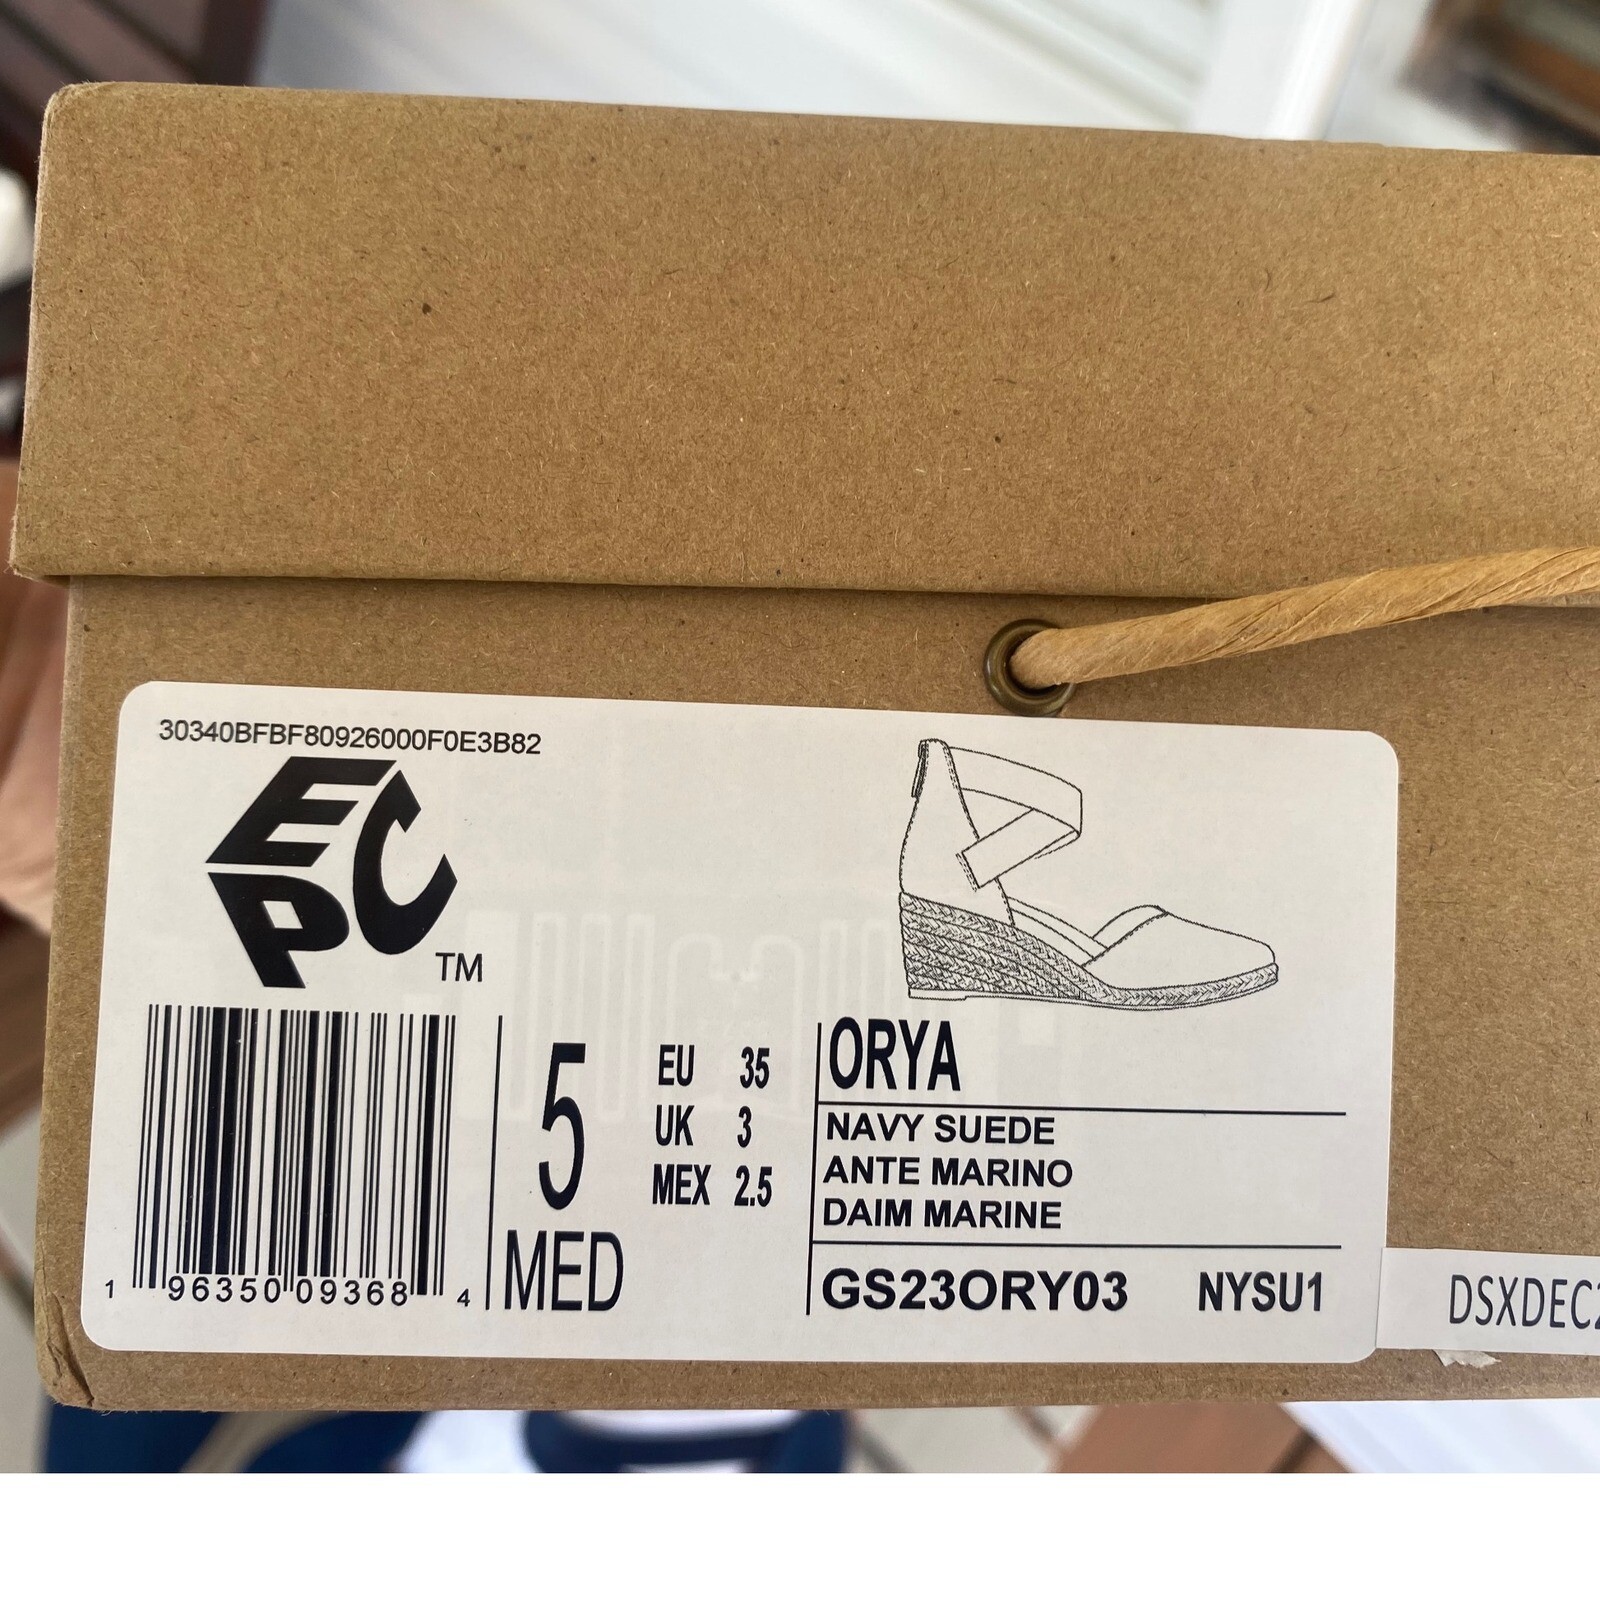 30340BFBF80926000F0E3B82
EPC TM
1 96350 09368 4
5
MED
EU 35
UK 3
MEX 2.5
ORYA
NAVY SUEDE
ANTE MARINO
DAIM MARINE
GS23ORY03 NYSU1